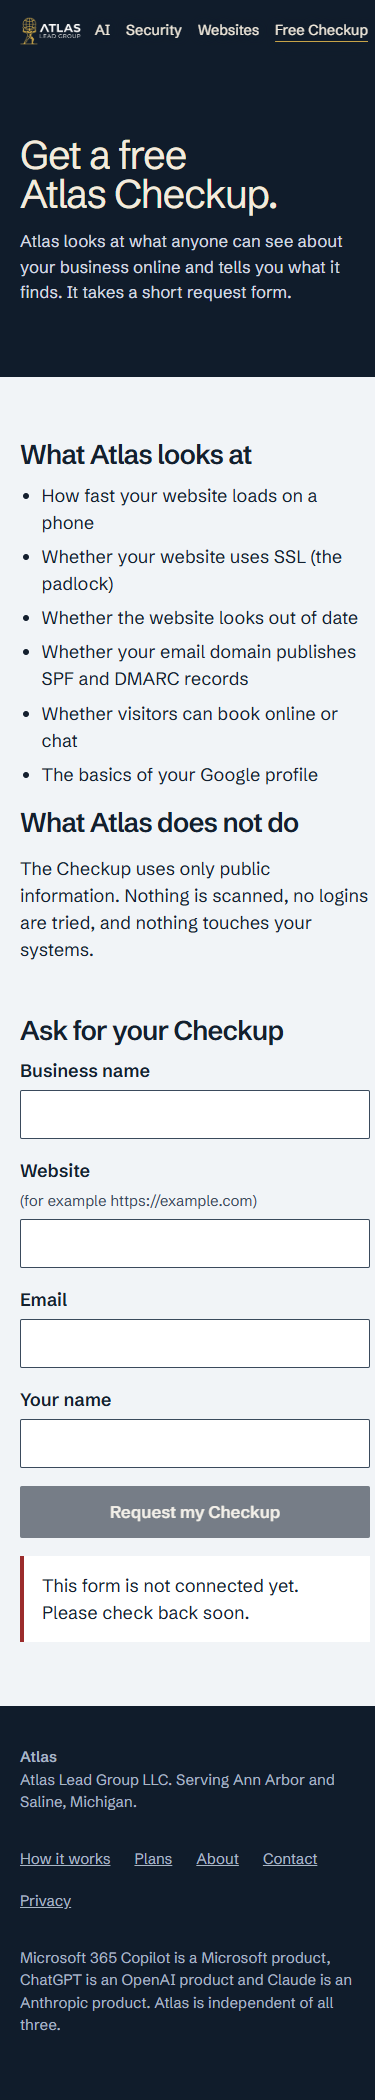 ATLAS
LEAD GROUP
AI Security Websites Free Checkup
Get a free
Atlas Checkup.
Atlas looks at what anyone can see about
your business online and tells you what it
finds. It takes a short request form.
What Atlas looks at
• How fast your website loads on a
phone
• Whether your website uses SSL (the
padlock)
• Whether the website looks out of date
• Whether your email domain publishes
SPF and DMARC records
• Whether visitors can book online or
chat
• The basics of your Google profile
What Atlas does not do
The Checkup uses only public
information. Nothing is scanned, no logins
are tried, and nothing touches your
systems.
Ask for your Checkup
Business name
Website
(for example https://example.com)
Email
Your name
Request my Checkup
This form is not connected yet.
Please check back soon.
Atlas
Atlas Lead Group LLC. Serving Ann Arbor and
Saline, Michigan.
How it works Plans About Contact
Privacy
Microsoft 365 Copilot is a Microsoft product,
ChatGPT is an OpenAI product and Claude is an
Anthropic product. Atlas is independent of all
three.